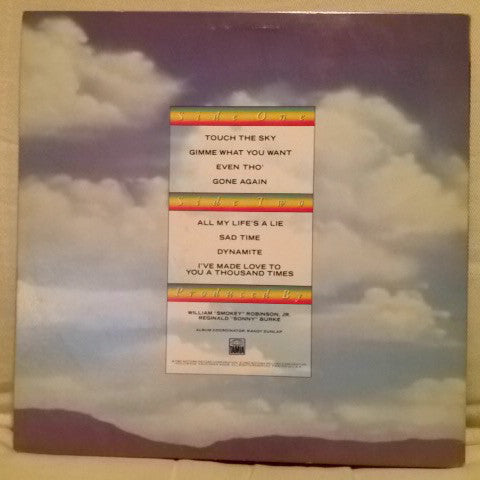 Side One
TOUCH THE SKY
GIMME WHAT YOU WANT
EVEN THO'
GONE AGAIN
Side Two
ALL MY LIFE'S A LIE
SAD TIME
DYNAMITE
I'VE MADE LOVE TO
YOU A THOUSAND TIMES
Produced By
WILLIAM "SMOKEY" ROBINSON, JR.
REGINALD "SONNY" BURKE
ALBUM COORDINATOR: RANDY DUNLAP
TAMLA